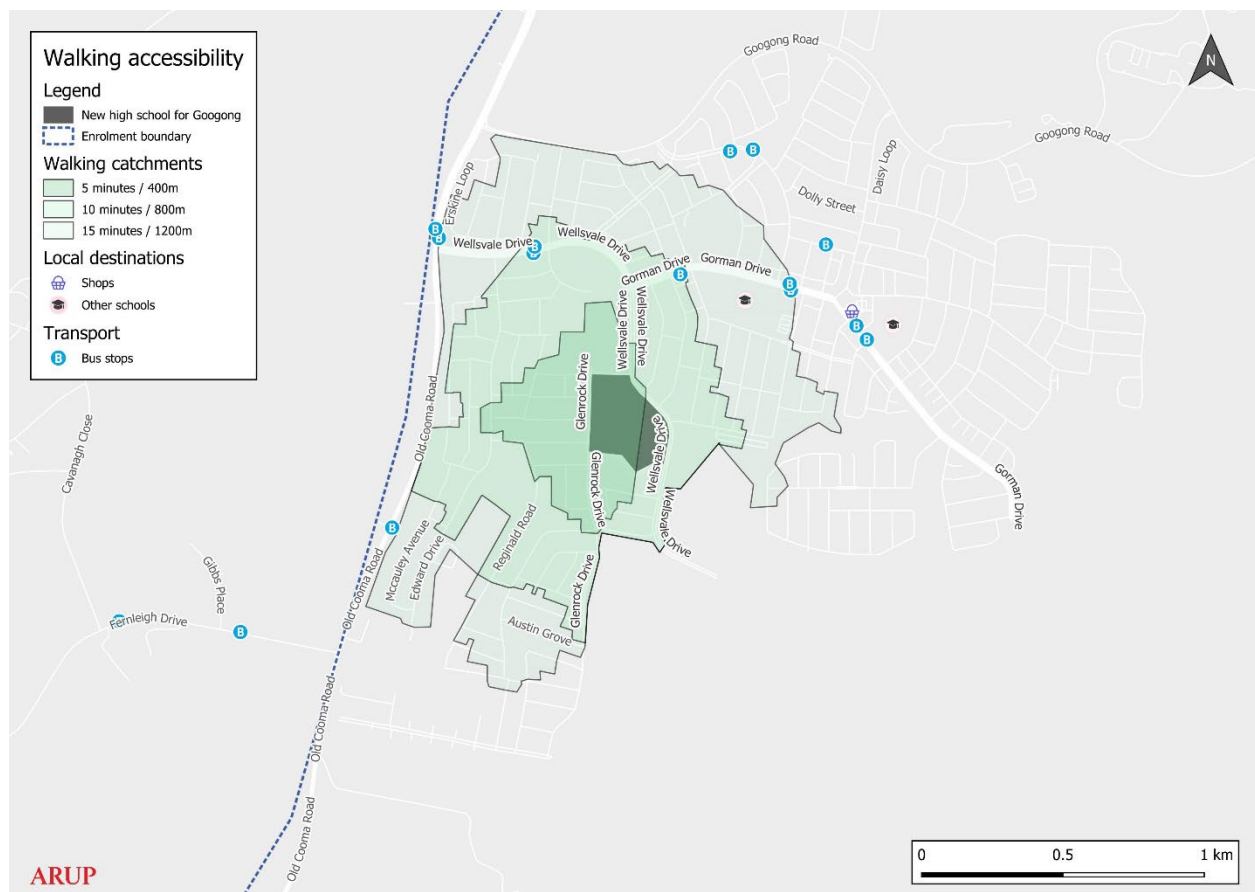 Walking accessibility
Legend
New high school for Googong
Enrolment boundary
Walking catchments
5 minutes / 400m
10 minutes / 800m
15 minutes / 1200m
Local destinations
Shops
Other schools
Transport
B Bus stops
N
Googong Road
Googong Road
B B
Daisy Loop
Dolly Street
Erskine Loop
B
B
Wellsvale Drive
B
B
Wellsvale Drive
B
Gorman Drive
B
Gorman Drive
B
B
Wellsvale Drive
Wellsvale Drive
B
B
Glenrock Drive
Old Cooma Road
Wellsvale Drive
Cavanagh Close
Glenrock Drive
Gorman Drive
Wellsvale Drive
B
Reginald Road
Mccauley Avenue
Edward Drive
Gibbs Place
Old Cooma Road
Glenrock Drive
Fernleigh Drive
B
B
Austin Grove
Old Cooma Road
Old Cooma Road
ARUP
0 0.5 1 km